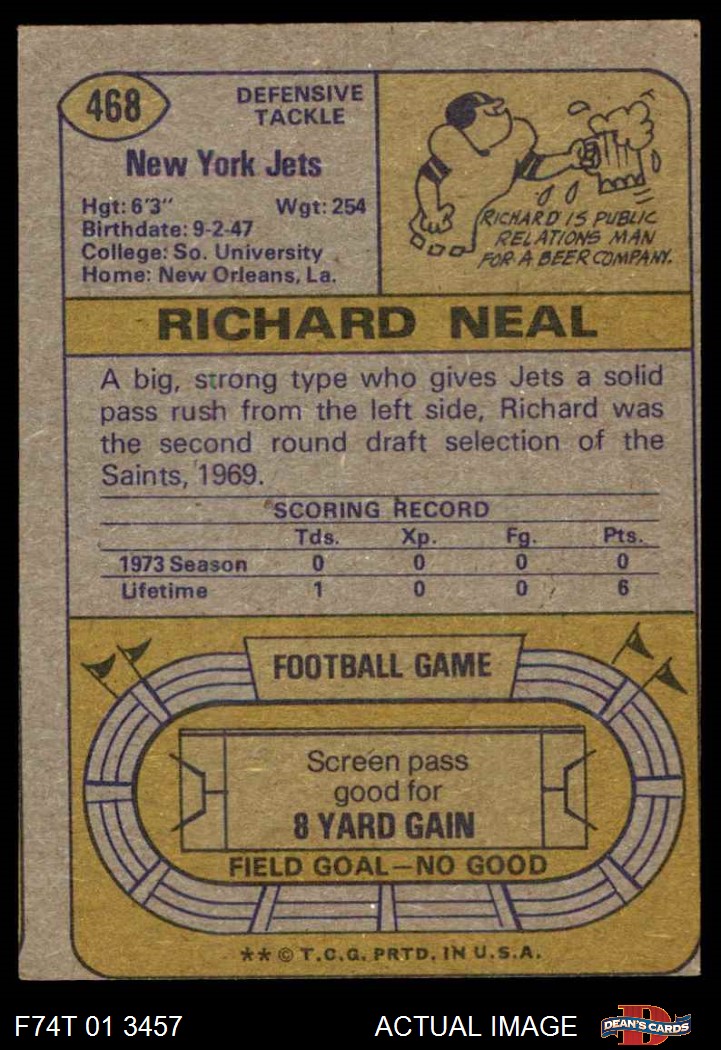 468
DEFENSIVE
TACKLE
New York Jets
Hgt: 6'3" Wgt: 254
Birthdate: 9-2-47
College: So. University
Home: New Orleans, La.
RICHARD IS PUBLIC
RELATIONS MAN
FOR A BEER COMPANY.
RICHARD NEAL
A big, strong type who gives Jets a solid
pass rush from the left side, Richard was
the second round draft selection of the
Saints, 1969.
SCORING RECORD
Tds. Xp. Fg. Pts.
1973 Season 0 0 0 0
Lifetime 1 0 0 6
FOOTBALL GAME
Screen pass
good for
8 YARD GAIN
FIELD GOAL—NO GOOD
** © T.C.G. PRTD. IN U.S.A.
F74T 01 3457 ACTUAL IMAGE
D
DEAN'S CARDS